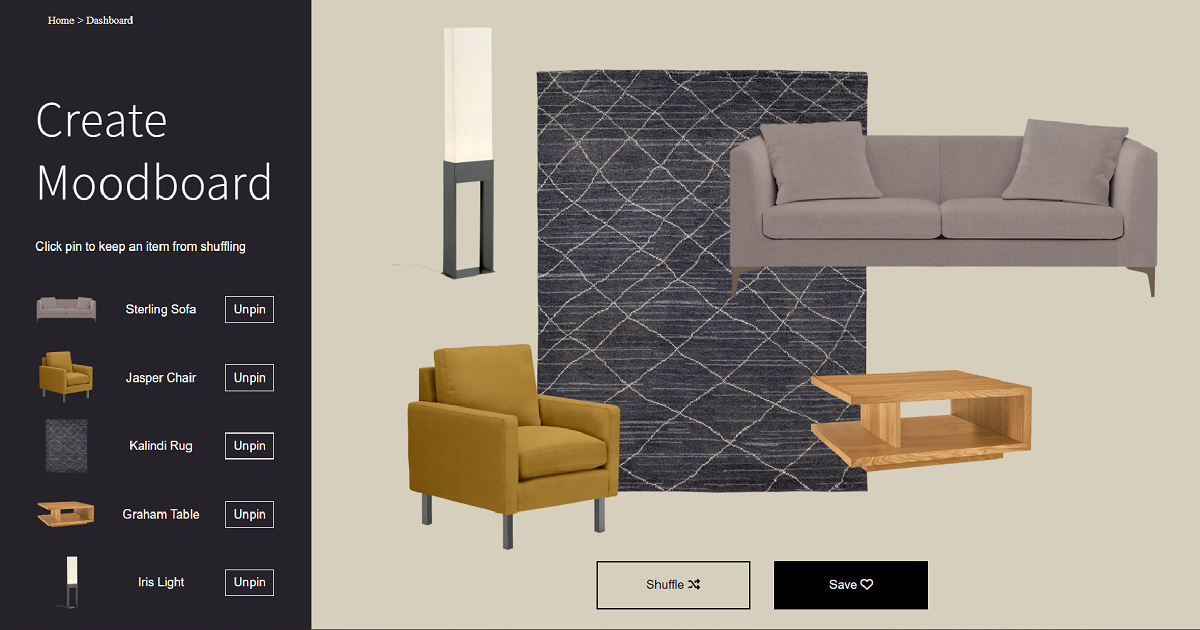 Home > Dashboard
Create
Moodboard
Click pin to keep an item from shuffling
Sterling Sofa Unpin
Jasper Chair Unpin
Kalindi Rug Unpin
Graham Table Unpin
Iris Light Unpin
Shuffle Save